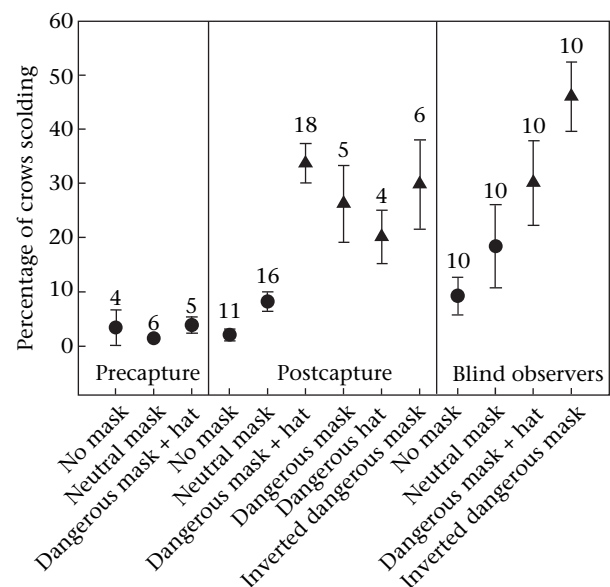 60
50
40
30
20
10
0
Percentage of crows scolding
4
6
5
11
16
18
5
4
6
10
10
10
10
Precapture
Postcapture
Blind observers
No mask
Neutral mask
Dangerous mask + hat
No mask
Neutral mask
Dangerous mask + hat
Dangerous mask
Dangerous hat
Inverted dangerous mask
No mask
Neutral mask
Dangerous mask + hat
Inverted dangerous mask